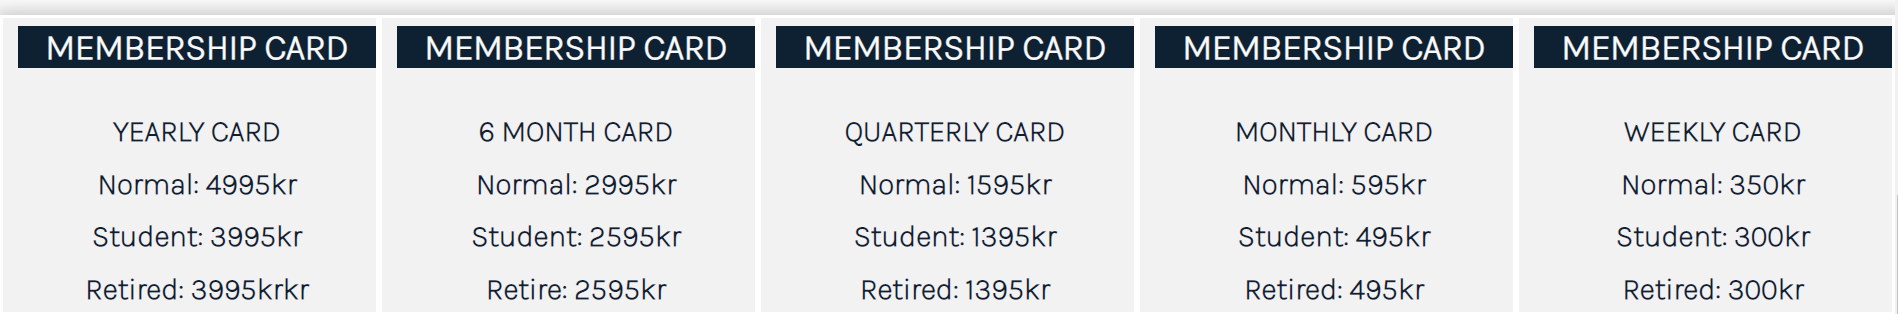 MEMBERSHIP CARD
YEARLY CARD
Normal: 4995kr
Student: 3995kr
Retired: 3995krkr
MEMBERSHIP CARD
6 MONTH CARD
Normal: 2995kr
Student: 2595kr
Retire: 2595kr
MEMBERSHIP CARD
QUARTERLY CARD
Normal: 1595kr
Student: 1395kr
Retired: 1395kr
MEMBERSHIP CARD
MONTHLY CARD
Normal: 595kr
Student: 495kr
Retired: 495kr
MEMBERSHIP CARD
WEEKLY CARD
Normal: 350kr
Student: 300kr
Retired: 300kr